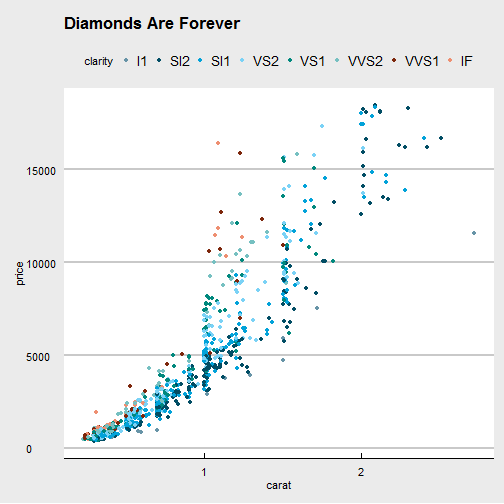 Diamonds Are Forever
clarity I1 SI2 SI1 VS2 VS1 VVS2 VVS1 IF
15000
10000
price
5000
0
1 2
carat